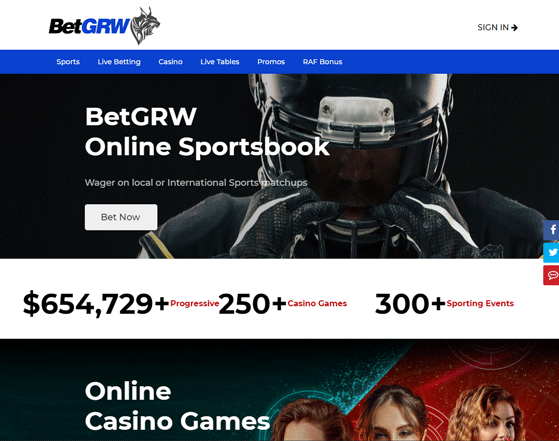 BetGRW
SIGN IN
Sports Live Betting Casino Live Tables Promos RAF Bonus
BetGRW
Online Sportsbook
Wager on local or International Sports matchups
Bet Now
$654,729+ Progressive 250+ Casino Games 300+ Sporting Events
Online
Casino Games